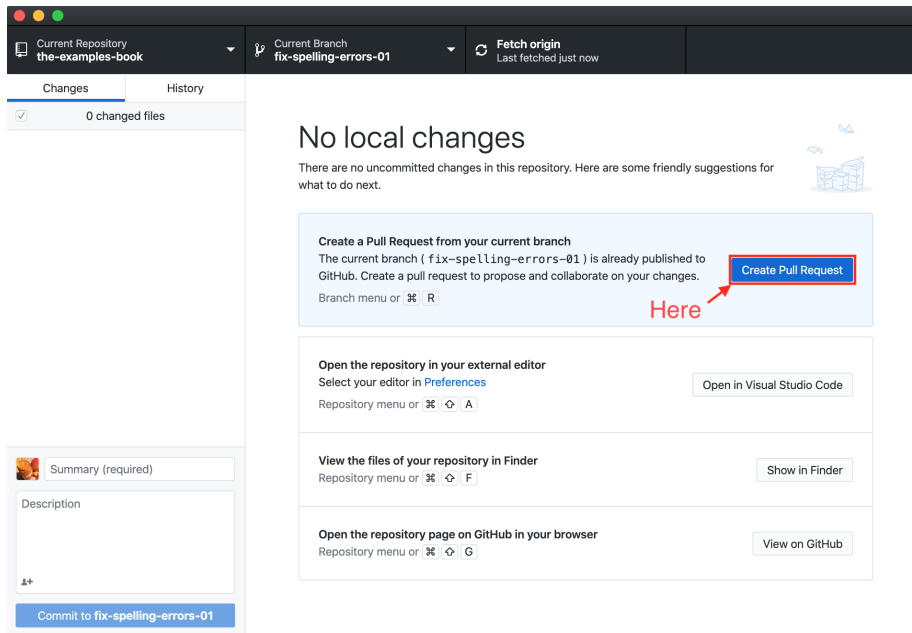 Current Repository
the-examples-book
Current Branch
fix-spelling-errors-01
Fetch origin
Last fetched just now
Changes
History
0 changed files
No local changes
There are no uncommitted changes in this repository. Here are some friendly suggestions for
what to do next.
Create a Pull Request from your current branch
The current branch ( fix-spelling-errors-01 ) is already published to
GitHub. Create a pull request to propose and collaborate on your changes.
Branch menu or ⌘ R
Create Pull Request
Here
Open the repository in your external editor
Select your editor in Preferences
Repository menu or ⌘ ⇧ A
Open in Visual Studio Code
View the files of your repository in Finder
Repository menu or ⌘ ⇧ F
Show in Finder
Open the repository page on GitHub in your browser
Repository menu or ⌘ ⇧ G
View on GitHub
Summary (required)
Description
Commit to fix-spelling-errors-01